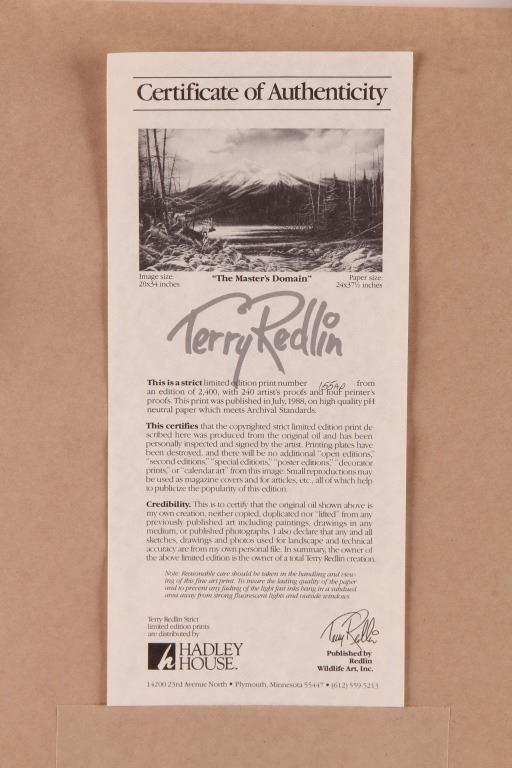 Certificate of Authenticity
Image size:
20x34 inches
"The Master's Domain"
Paper size:
24x37½ inches
Terry Redlin
This is a strict limited edition print number 155AP from
an edition of 2,400, with 240 artist's proofs and four printer's
proofs. This print was published in July, 1988, on high quality pH
neutral paper which meets Archival Standards.
This certifies that the copyrighted strict limited edition print de-
scribed here was produced from the original oil and has been
personally inspected and signed by the artist. Printing plates have
been destroyed, and there will be no additional "open editions,"
"second editions," "special editions," "poster editions," "decorator
prints," or "calendar art" from this image. Small reproductions may
be used as magazine covers and for articles, etc., all of which help
to publicize the popularity of this edition.
Credibility. This is to certify that the original oil shown above is
my own creation, neither copied, duplicated nor "lifted" from any
previously published art including paintings, drawings in any
medium, or published photographs. I also declare that any and all
sketches, drawings and photos used for landscape and technical
accuracy are from my own personal file. In summary, the owner of
the above limited edition is the owner of a total Terry Redlin creation.
Note: Reasonable care should be taken in the handling and view-
ing of this fine art print. To insure the lasting quality of the paper
and to prevent any fading of the light fast inks hang in a subdued
area away from strong fluorescent lights and outside windows.
Terry Redlin Strict
limited edition prints
are distributed by
h HADLEY
HOUSE™
Terry Redlin
Published by
Redlin
Wildlife Art, Inc.
14200 23rd Avenue North • Plymouth, Minnesota 55447 • (612) 559-5213